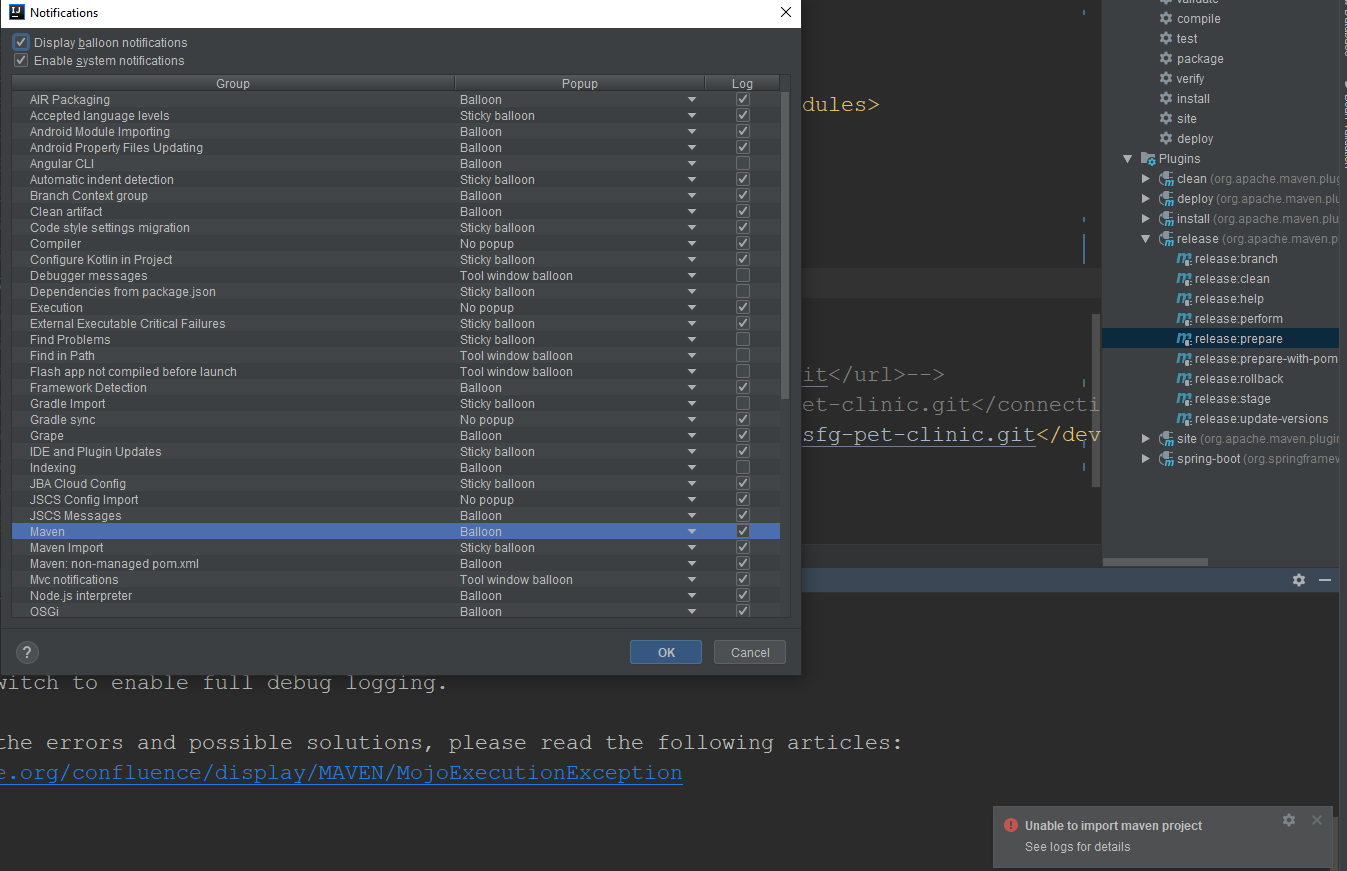 Notifications
Display balloon notifications
Enable system notifications
Group Popup Log
AIR Packaging Balloon
Accepted language levels Sticky balloon
Android Module Importing Balloon
Android Property Files Updating Balloon
Angular CLI Balloon
Automatic indent detection Sticky balloon
Branch Context group Balloon
Clean artifact Balloon
Code style settings migration Sticky balloon
Compiler No popup
Configure Kotlin in Project Sticky balloon
Debugger messages Tool window balloon
Dependencies from package.json Sticky balloon
Execution No popup
External Executable Critical Failures Sticky balloon
Find Problems Sticky balloon
Find in Path Tool window balloon
Flash app not compiled before launch Tool window balloon
Framework Detection Balloon
Gradle Import Sticky balloon
Gradle sync No popup
Grape Balloon
IDE and Plugin Updates Sticky balloon
Indexing Balloon
JBA Cloud Config Sticky balloon
JSCS Config Import No popup
JSCS Messages Balloon
Maven Balloon
Maven Import Sticky balloon
Maven: non-managed pom.xml Balloon
Mvc notifications Tool window balloon
Node.js interpreter Balloon
OSGi Balloon
? OK Cancel
dules>
it</url>-->
et-clinic.git</connecti
sfg-pet-clinic.git</dev
validate
compile
test
package
verify
install
site
deploy
Plugins
clean (org.apache.maven.plug
deploy (org.apache.maven.plu
install (org.apache.maven.plu
release (org.apache.maven.p
release:branch
release:clean
release:help
release:perform
release:prepare
release:prepare-with-pom
release:rollback
release:stage
release:update-versions
site (org.apache.maven.plugin
spring-boot (org.springframew
witch to enable full debug logging.
the errors and possible solutions, please read the following articles:
e.org/confluence/display/MAVEN/MojoExecutionException
Unable to import maven project
See logs for details